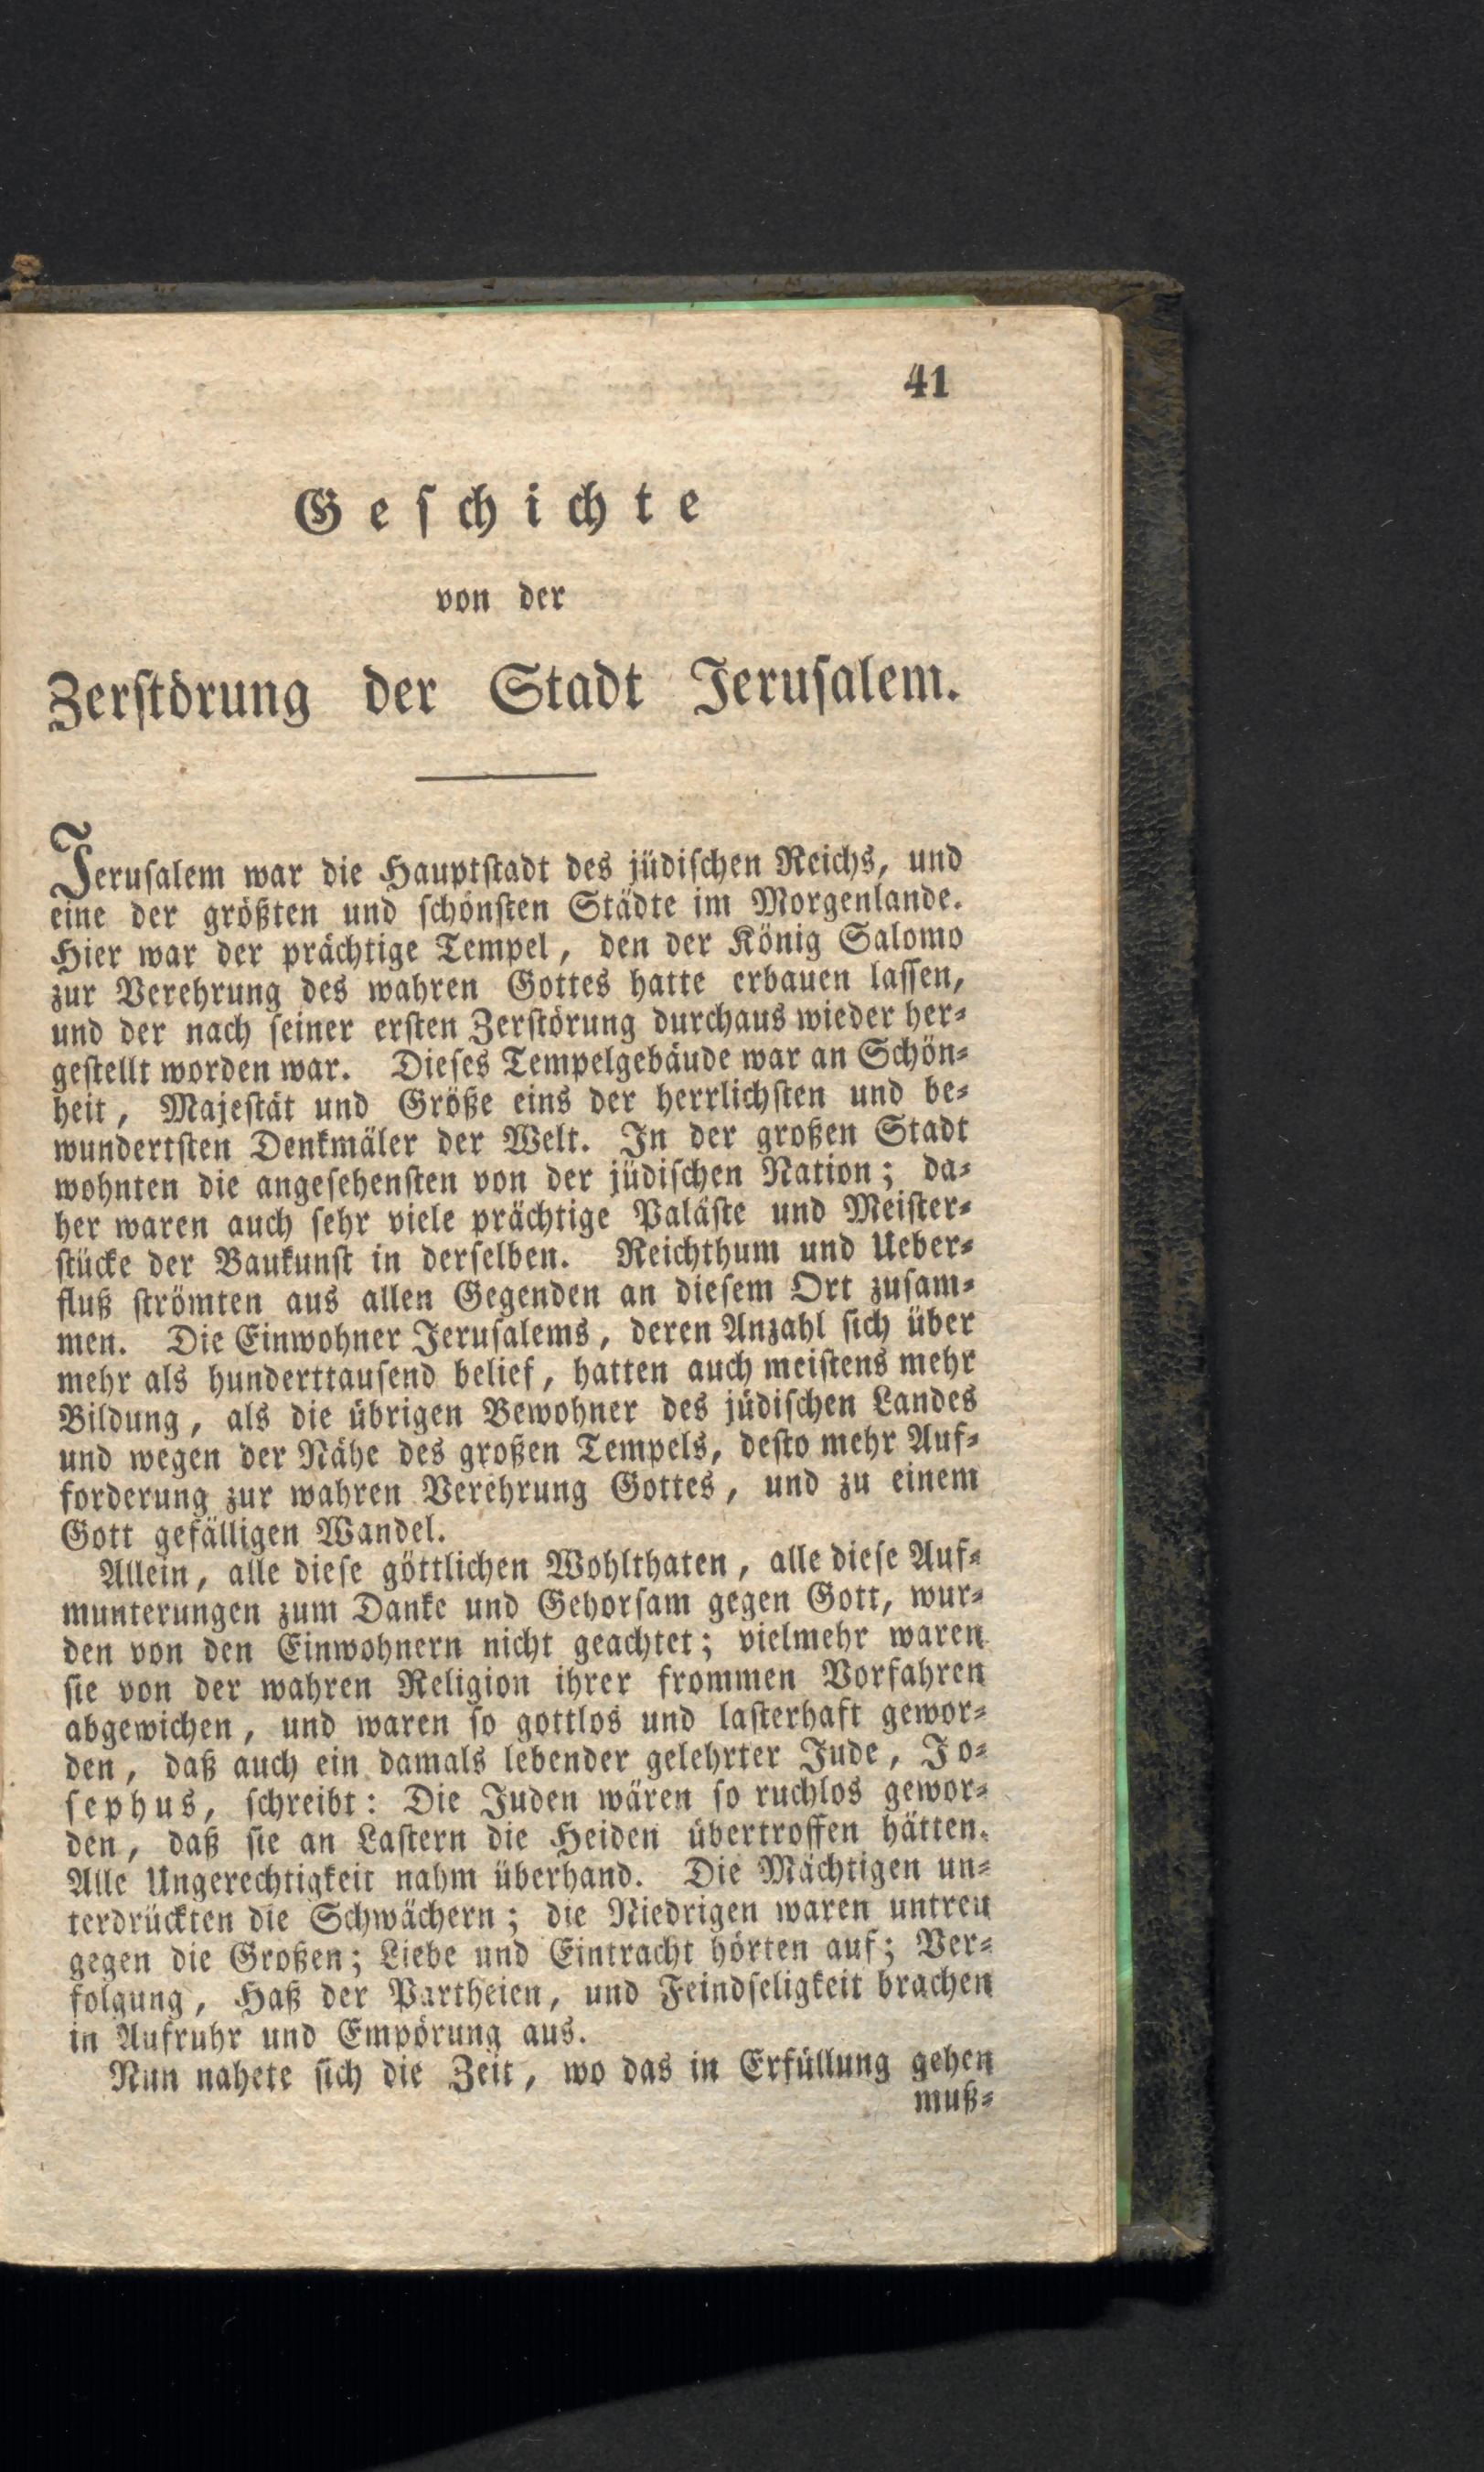 41
Geschichte
von der
Zerstörung der Stadt Jerusalem.
Jerusalem war die Hauptstadt des jüdischen Reichs, und
eine der größten und schönsten Städte im Morgenlande.
Hier war der prächtige Tempel, den der König Salomo
zur Verehrung des wahren Gottes hatte erbauen lassen,
und der nach seiner ersten Zerstörung durchaus wieder her-
gestellt worden war. Dieses Tempelgebäude war an Schön-
heit, Majestät und Größe eins der herrlichsten und be-
wundertsten Denkmäler der Welt. In der großen Stadt
wohnten die angesehensten von der jüdischen Nation; da-
her waren auch sehr viele prächtige Paläste und Meister-
stücke der Baukunst in derselben. Reichthum und Ueber-
fluß strömten aus allen Gegenden an diesem Ort zusam-
men. Die Einwohner Jerusalems, deren Anzahl sich über
mehr als hunderttausend belief, hatten auch meistens mehr
Bildung, als die übrigen Bewohner des jüdischen Landes
und wegen der Nähe des großen Tempels, desto mehr Auf-
forderung zur wahren Verehrung Gottes, und zu einem
Gott gefälligen Wandel.
Allein, alle diese göttlichen Wohlthaten, alle diese Auf-
munterungen zum Danke und Gehorsam gegen Gott, wur-
den von den Einwohnern nicht geachtet; vielmehr waren
sie von der wahren Religion ihrer frommen Vorfahren
abgewichen, und waren so gottlos und lasterhaft gewor-
den, daß auch ein damals lebender gelehrter Jude, Jo-
sephus, schreibt: Die Juden wären so ruchlos gewor-
den, daß sie an Lastern die Heiden übertroffen hätten.
Alle Ungerechtigkeit nahm überhand. Die Mächtigen un-
terdrückten die Schwächern; die Niedrigen waren untreu
gegen die Großen; Liebe und Eintracht hörten auf; Ver-
folgung, Haß der Partheien, und Feindseligkeit brachen
in Aufruhr und Empörung aus.
Nun nahete sich die Zeit, wo das in Erfüllung gehen
muß-